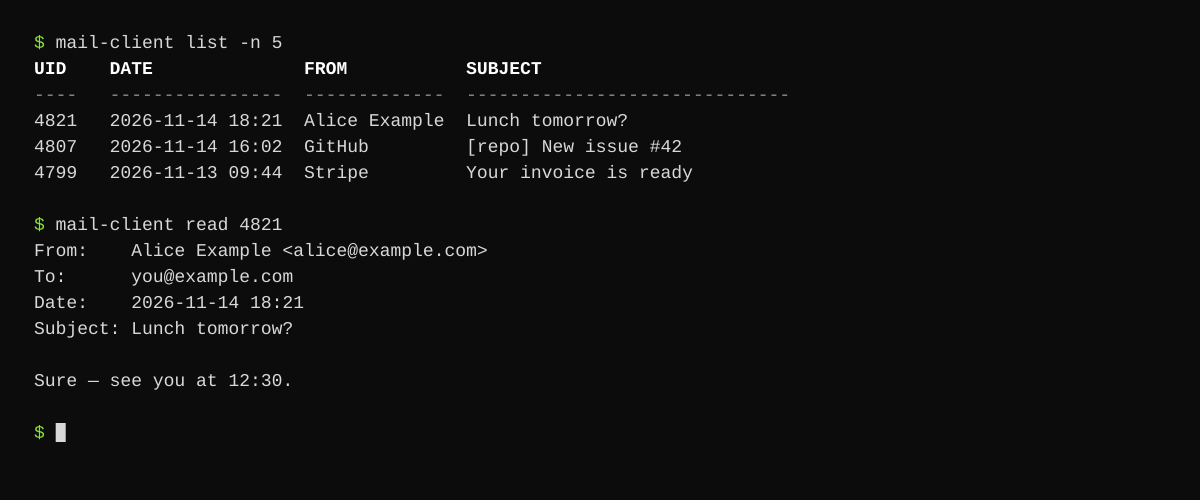 $ mail-client list -n 5
UID    DATE              FROM           SUBJECT
----   ----------------  -------------  ------------------------------
4821   2026-11-14 18:21  Alice Example  Lunch tomorrow?
4807   2026-11-14 16:02  GitHub         [repo] New issue #42
4799   2026-11-13 09:44  Stripe         Your invoice is ready
$ mail-client read 4821
From:    Alice Example <alice@example.com>
To:      you@example.com
Date:    2026-11-14 18:21
Subject: Lunch tomorrow?
Sure — see you at 12:30.
$